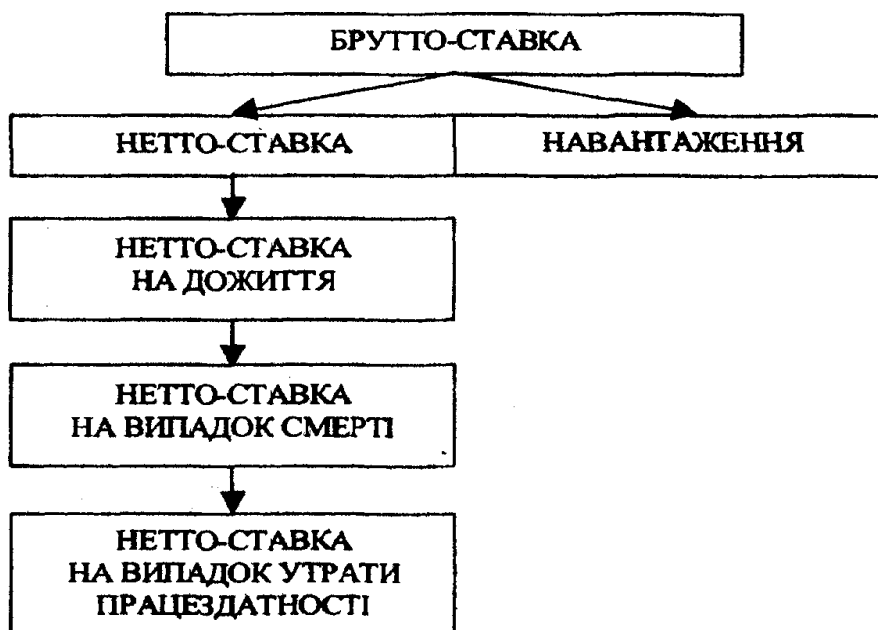 БРУТТО-СТАВКА
НЕТТО-СТАВКА
НАВАНТАЖЕННЯ
НЕТТО-СТАВКА
НА ДОЖИТТЯ
НЕТТО-СТАВКА
НА ВИПАДОК СМЕРТІ
НЕТТО-СТАВКА
НА ВИПАДОК УТРАТИ
ПРАЦЕЗДАТНОСТІ